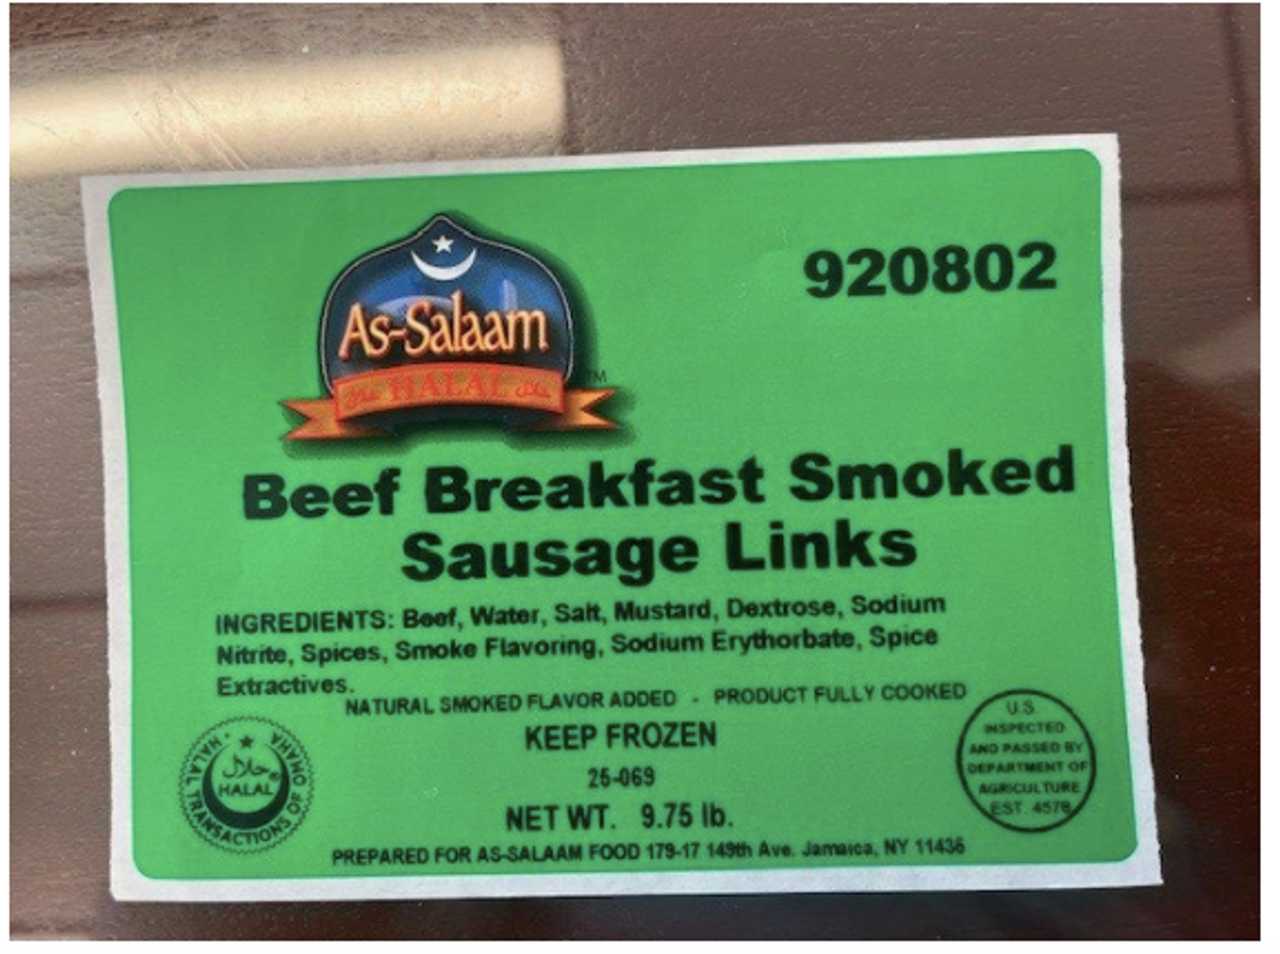 920802
As-Salaam
The HALAL
TM
Beef Breakfast Smoked
Sausage Links
INGREDIENTS: Beef, Water, Salt, Mustard, Dextrose, Sodium
Nitrite, Spices, Smoke Flavoring, Sodium Erythorbate, Spice
Extractives.
NATURAL SMOKED FLAVOR ADDED - PRODUCT FULLY COOKED
KEEP FROZEN
25-069
NET WT. 9.75 lb.
PREPARED FOR AS-SALAAM FOOD 179-17 149th Ave. Jamaica, NY 11436
حلال
HALAL
HALAL TRANSACTIONS OF OMAHA
U.S.
INSPECTED
AND PASSED BY
DEPARTMENT OF
AGRICULTURE
EST. 4578